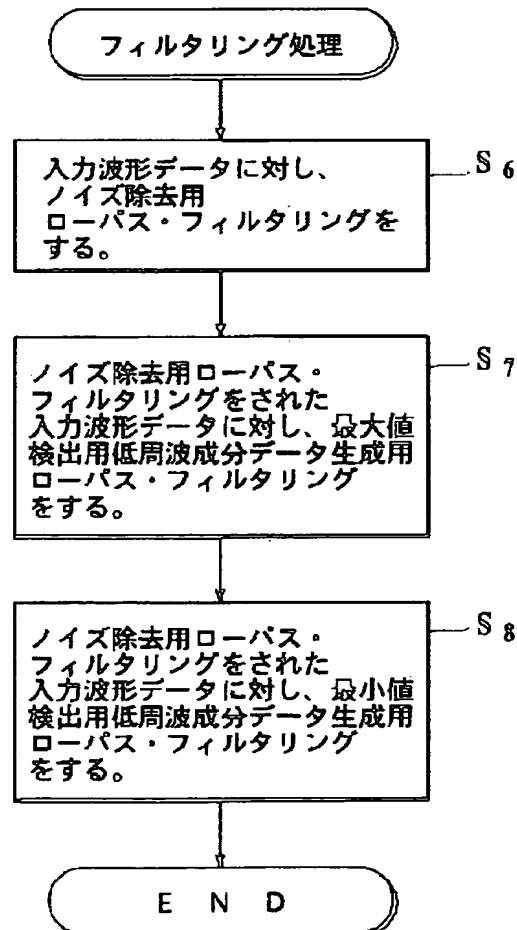 フィルタリング処理
入力波形データに対し、
ノイズ除去用
ローパス・フィルタリングを
する。
S6
ノイズ除去用ローパス・
フィルタリングをされた
入力波形データに対し、最大値
検出用低周波成分データ生成用
ローパス・フィルタリング
をする。
S7
ノイズ除去用ローパス・
フィルタリングをされた
入力波形データに対し、最小値
検出用低周波成分データ生成用
ローパス・フィルタリング
をする。
S8
E N D